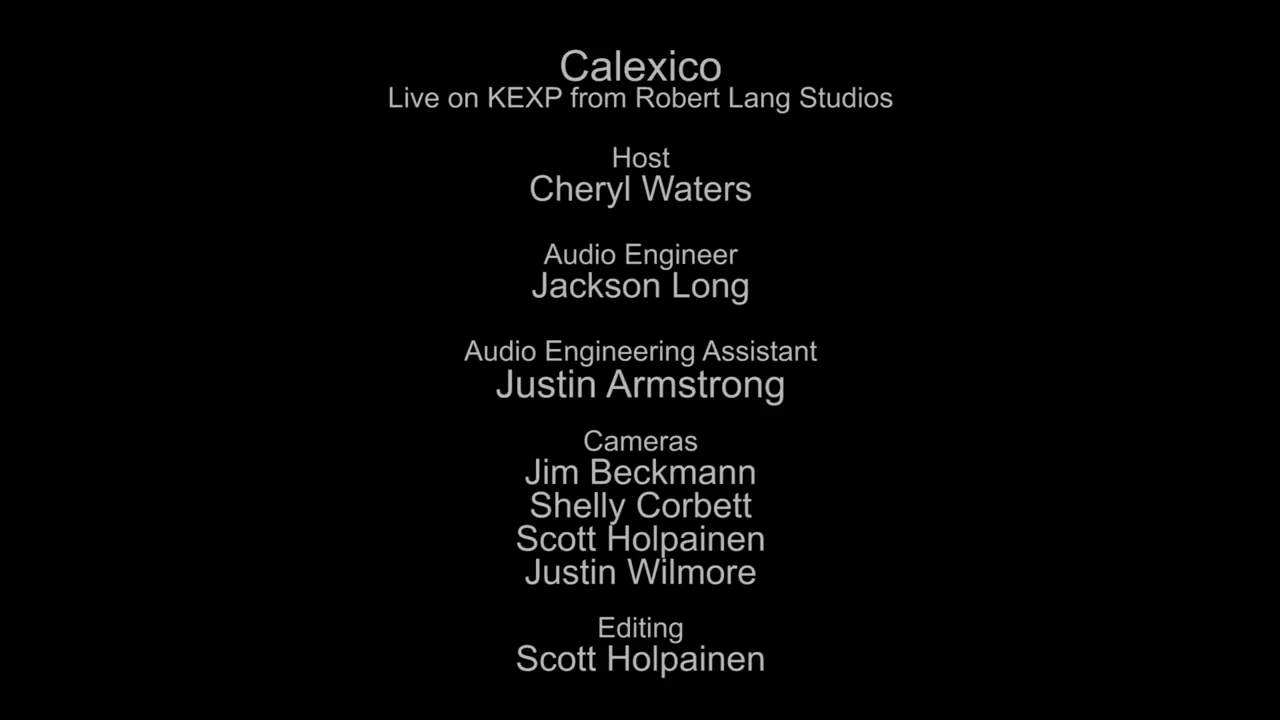 Calexico
Live on KEXP from Robert Lang Studios
Host
Cheryl Waters
Audio Engineer
Jackson Long
Audio Engineering Assistant
Justin Armstrong
Cameras
Jim Beckmann
Shelly Corbett
Scott Holpainen
Justin Wilmore
Editing
Scott Holpainen